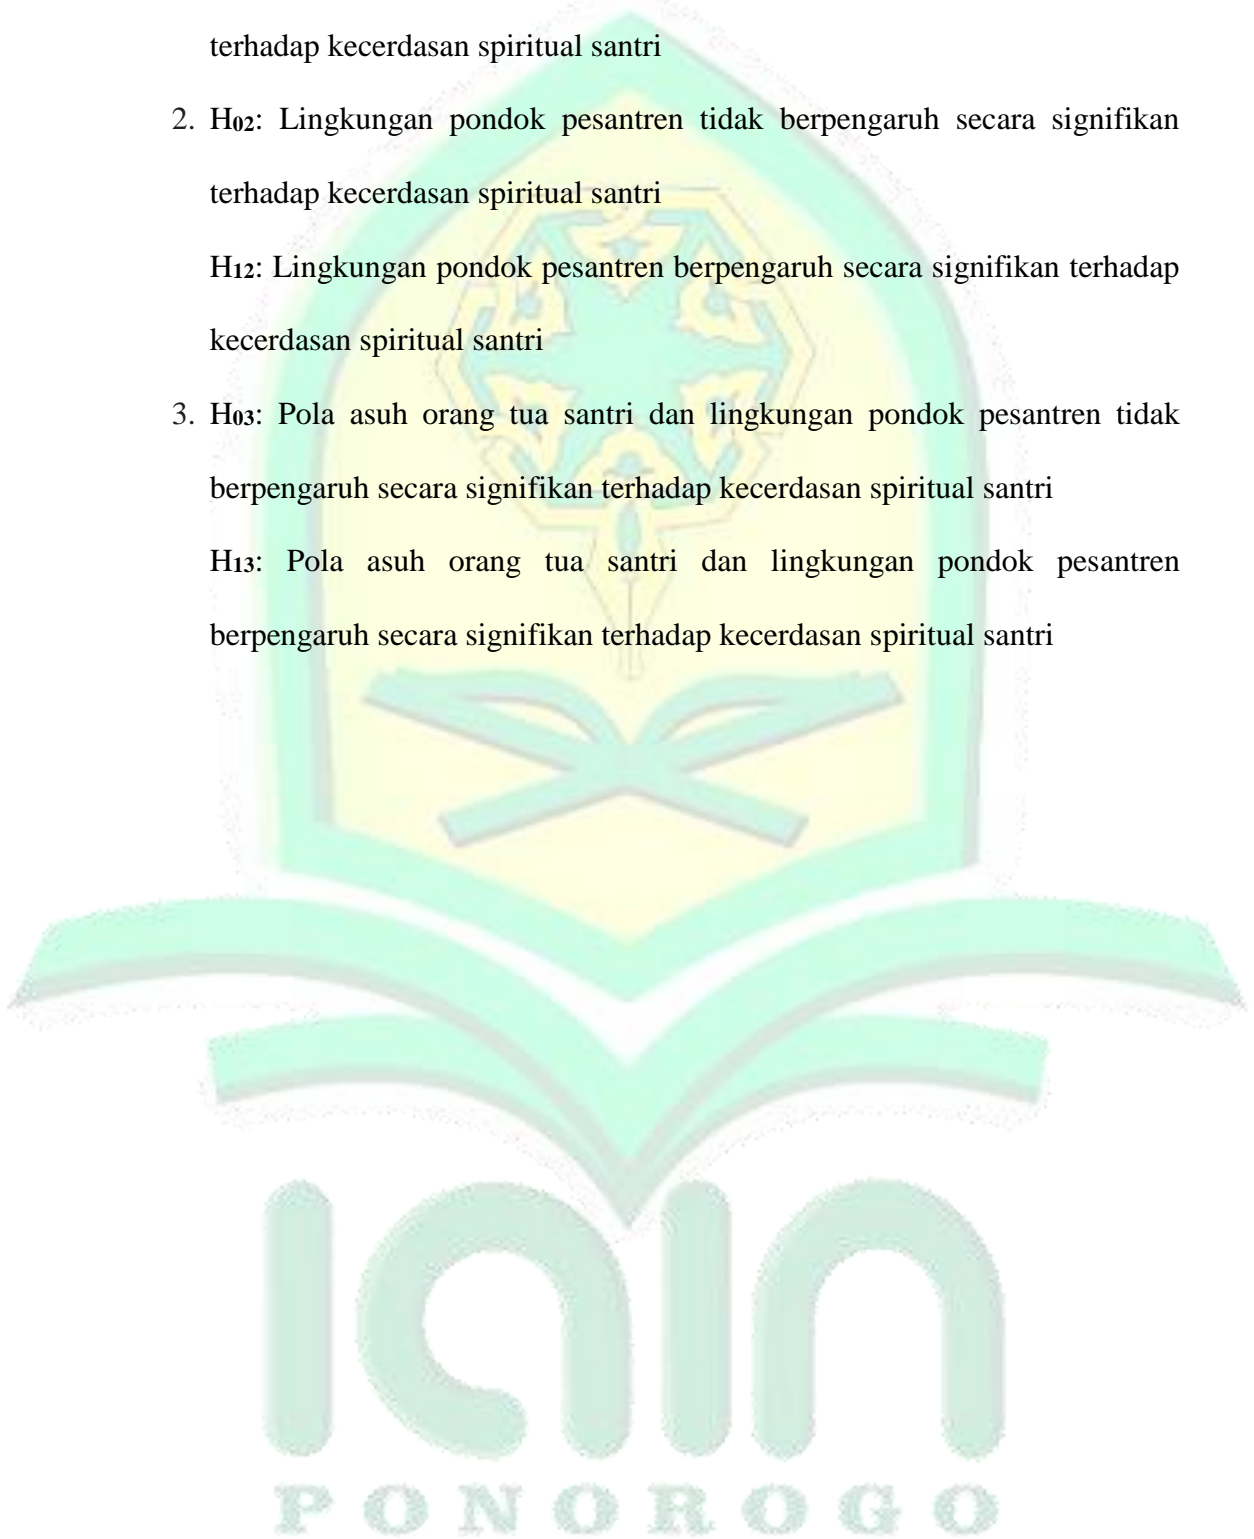 terhadap kecerdasan spiritual santri
2. H02: Lingkungan pondok pesantren tidak berpengaruh secara signifikan
terhadap kecerdasan spiritual santri
H12: Lingkungan pondok pesantren berpengaruh secara signifikan terhadap
kecerdasan spiritual santri
3. H03: Pola asuh orang tua santri dan lingkungan pondok pesantren tidak
berpengaruh secara signifikan terhadap kecerdasan spiritual santri
H13: Pola asuh orang tua santri dan lingkungan pondok pesantren
berpengaruh secara signifikan terhadap kecerdasan spiritual santri
iain
PONOROGO